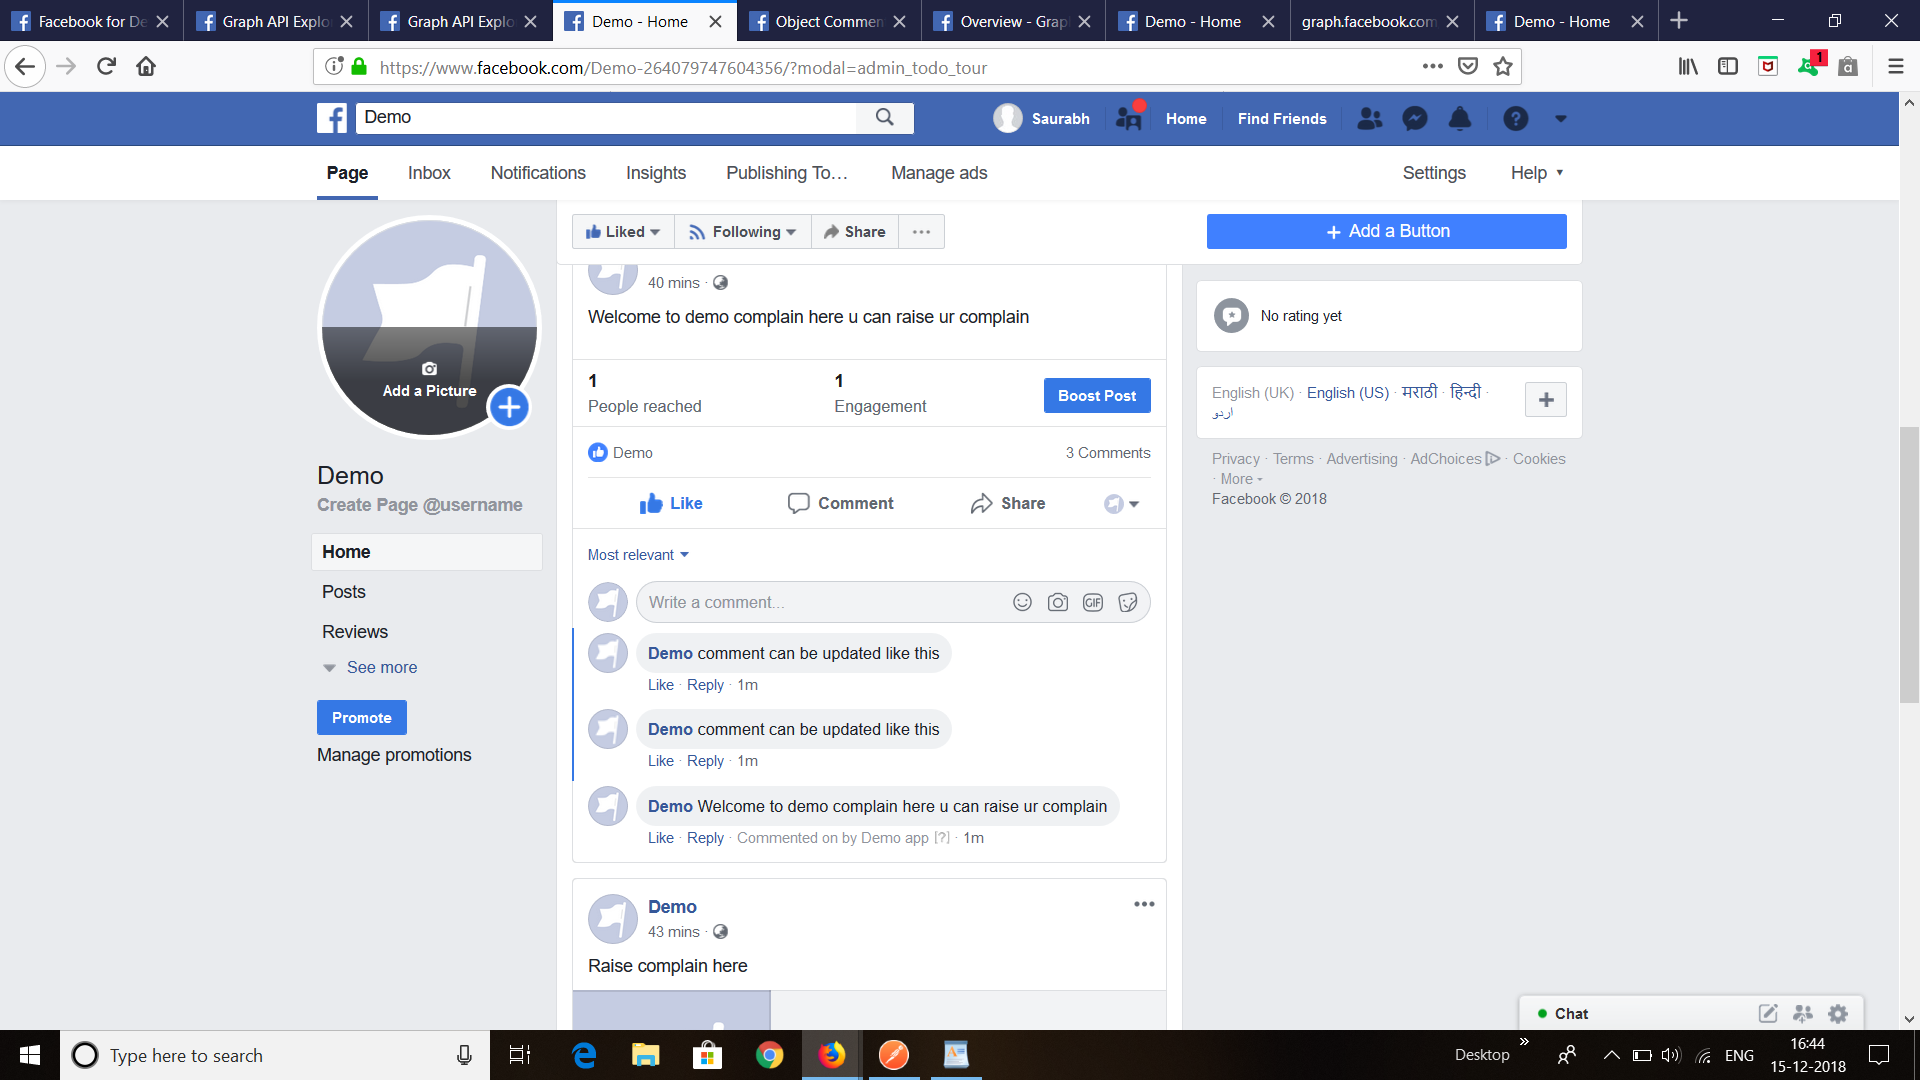 Facebook for De
Graph API Explo
Graph API Explo
Demo - Home
Object Commen
Overview - Grap
Demo - Home
graph.facebook.com
Demo - Home
https://www.facebook.com/Demo-264079747604356/?modal=admin_todo_tour
1
Demo
Saurabh
Home
Find Friends
Page
Inbox
Notifications
Insights
Publishing To...
Manage ads
Settings
Help
Liked
Following
Share
+ Add a Button
40 mins ·
Welcome to demo complain here u can raise ur complain
1
People reached
1
Engagement
Boost Post
Demo
3 Comments
Like
Comment
Share
Most relevant
Write a comment...
GIF
Demo comment can be updated like this
Like · Reply · 1m
Demo comment can be updated like this
Like · Reply · 1m
Demo Welcome to demo complain here u can raise ur complain
Like · Reply · Commented on by Demo app [?] · 1m
Demo
43 mins ·
Raise complain here
Add a Picture
Demo
Create Page @username
Home
Posts
Reviews
See more
Promote
Manage promotions
No rating yet
English (UK) · English (US) · मराठी · हिन्दी ·
اردو
Privacy · Terms · Advertising · AdChoices · Cookies
· More
Facebook © 2018
Chat
Type here to search
Desktop
ENG
16:44
15-12-2018